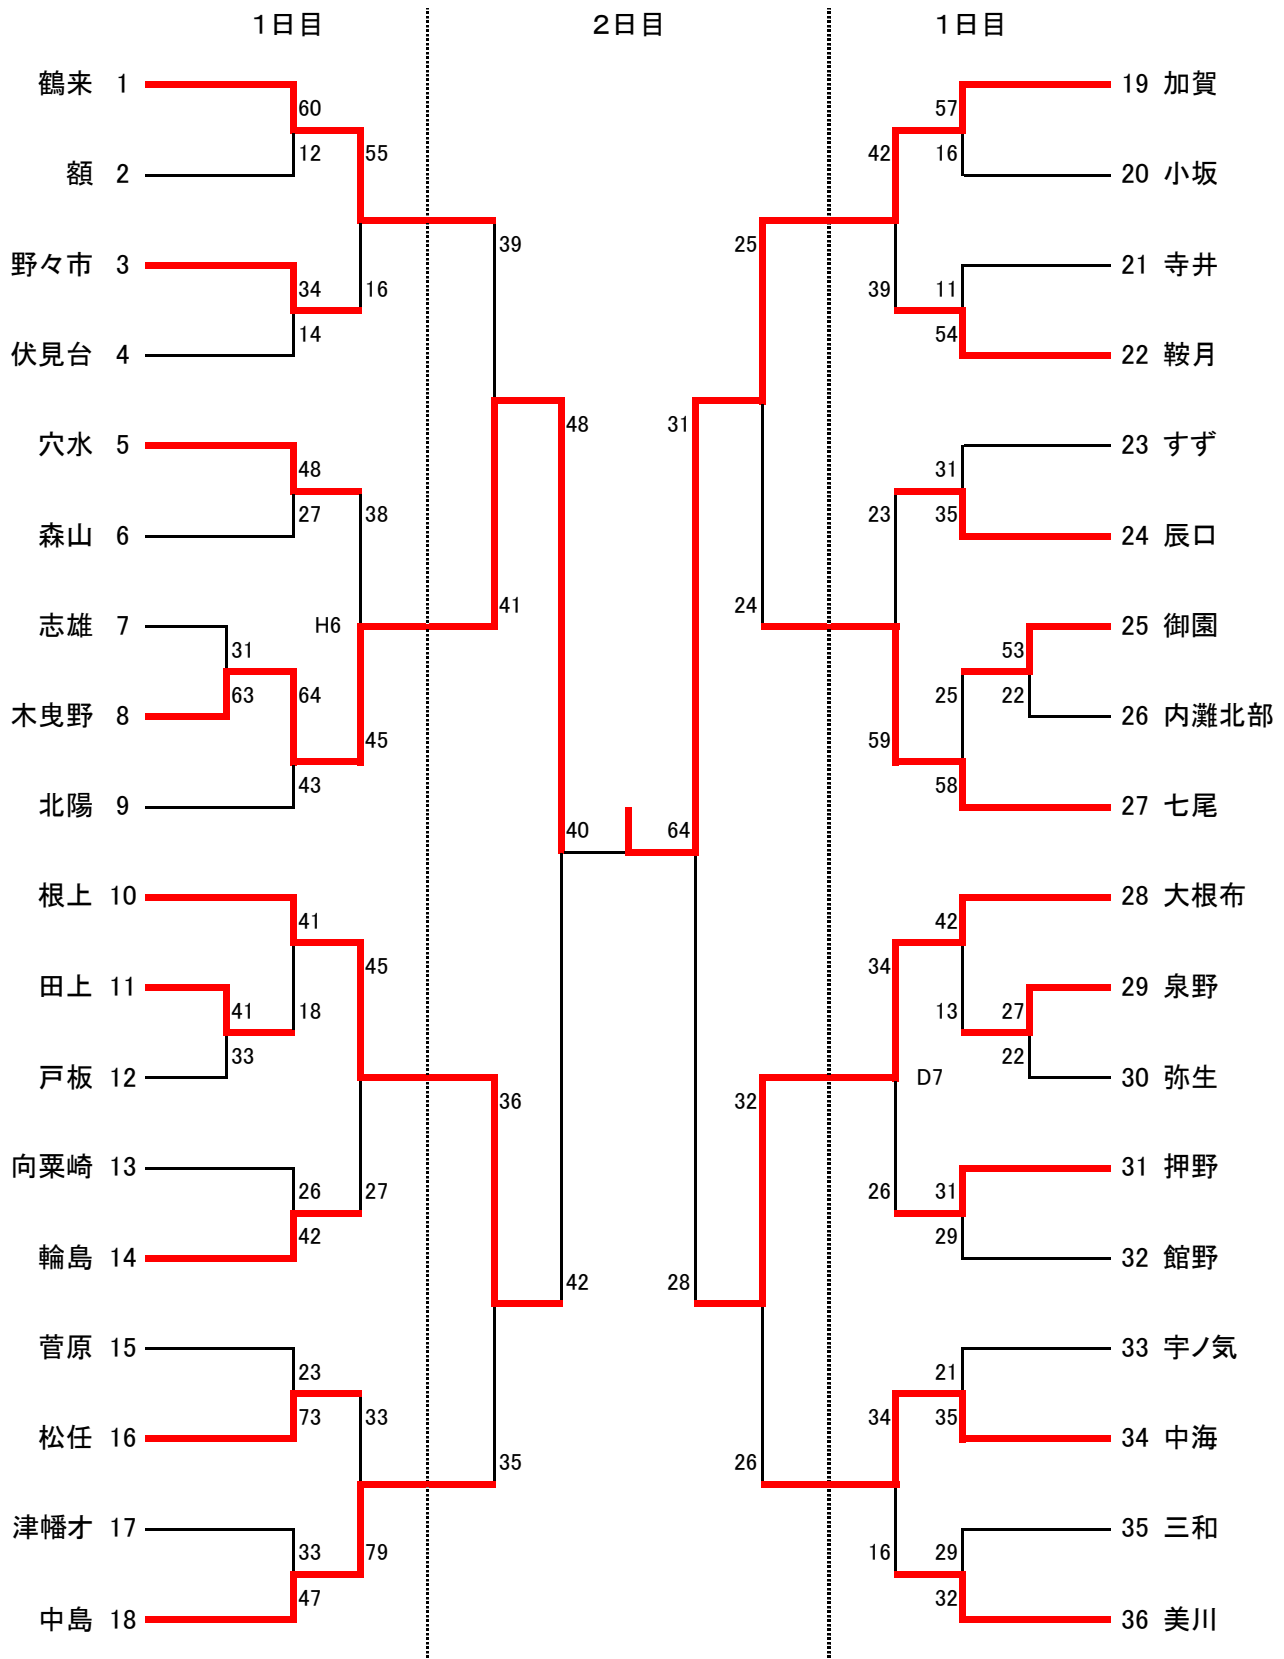 1日目 2日目 1日目
鶴来 1 19 加賀
60 57
12 55 42 16
額 2 20 小坂
39 25
野々市 3 21 寺井
34 16 39 11
14 54
伏見台 4 22 鞍月
48 31
穴水 5 23 すず
48 31
27 38 23 35
森山 6 24 辰口
41 24
志雄 7 H6 25 御園
31 53
63 64 25 22
木曳野 8 26 内灘北部
45 59
43 58
北陽 9 27 七尾
40 64
根上 10 28 大根布
41 42
45 34
田上 11 29 泉野
41 18 13 27
33 22
戸板 12 D7 30 弥生
36 32
向粟崎 13 31 押野
26 27 26 31
42 29
輪島 14 32 館野
42 28
菅原 15 33 宇ノ気
23 21
73 33 34 35
松任 16 34 中海
35 26
津幡才 17 35 三和
33 79 16 29
47 32
中島 18 36 美川